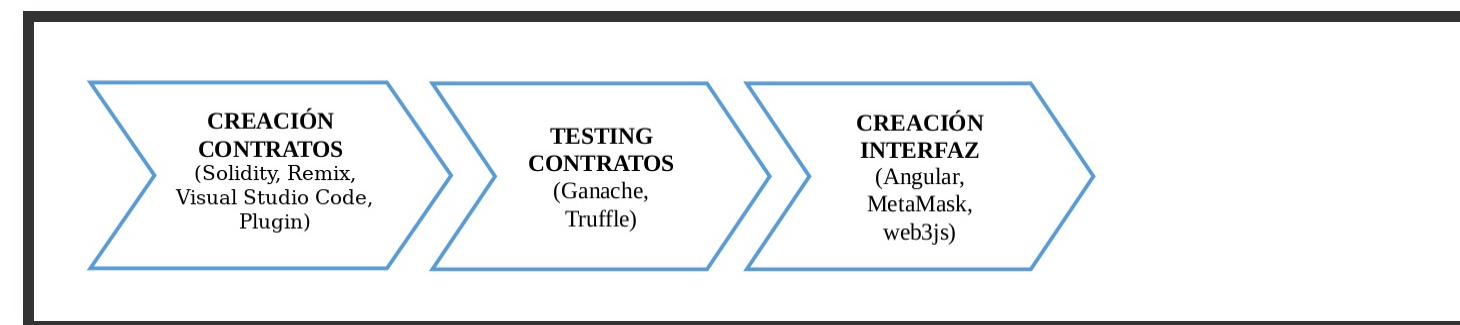 CREACIÓN
CONTRATOS
(Solidity, Remix,
Visual Studio Code,
Plugin)
TESTING
CONTRATOS
(Ganache,
Truffle)
CREACIÓN
INTERFAZ
(Angular,
MetaMask,
web3js)